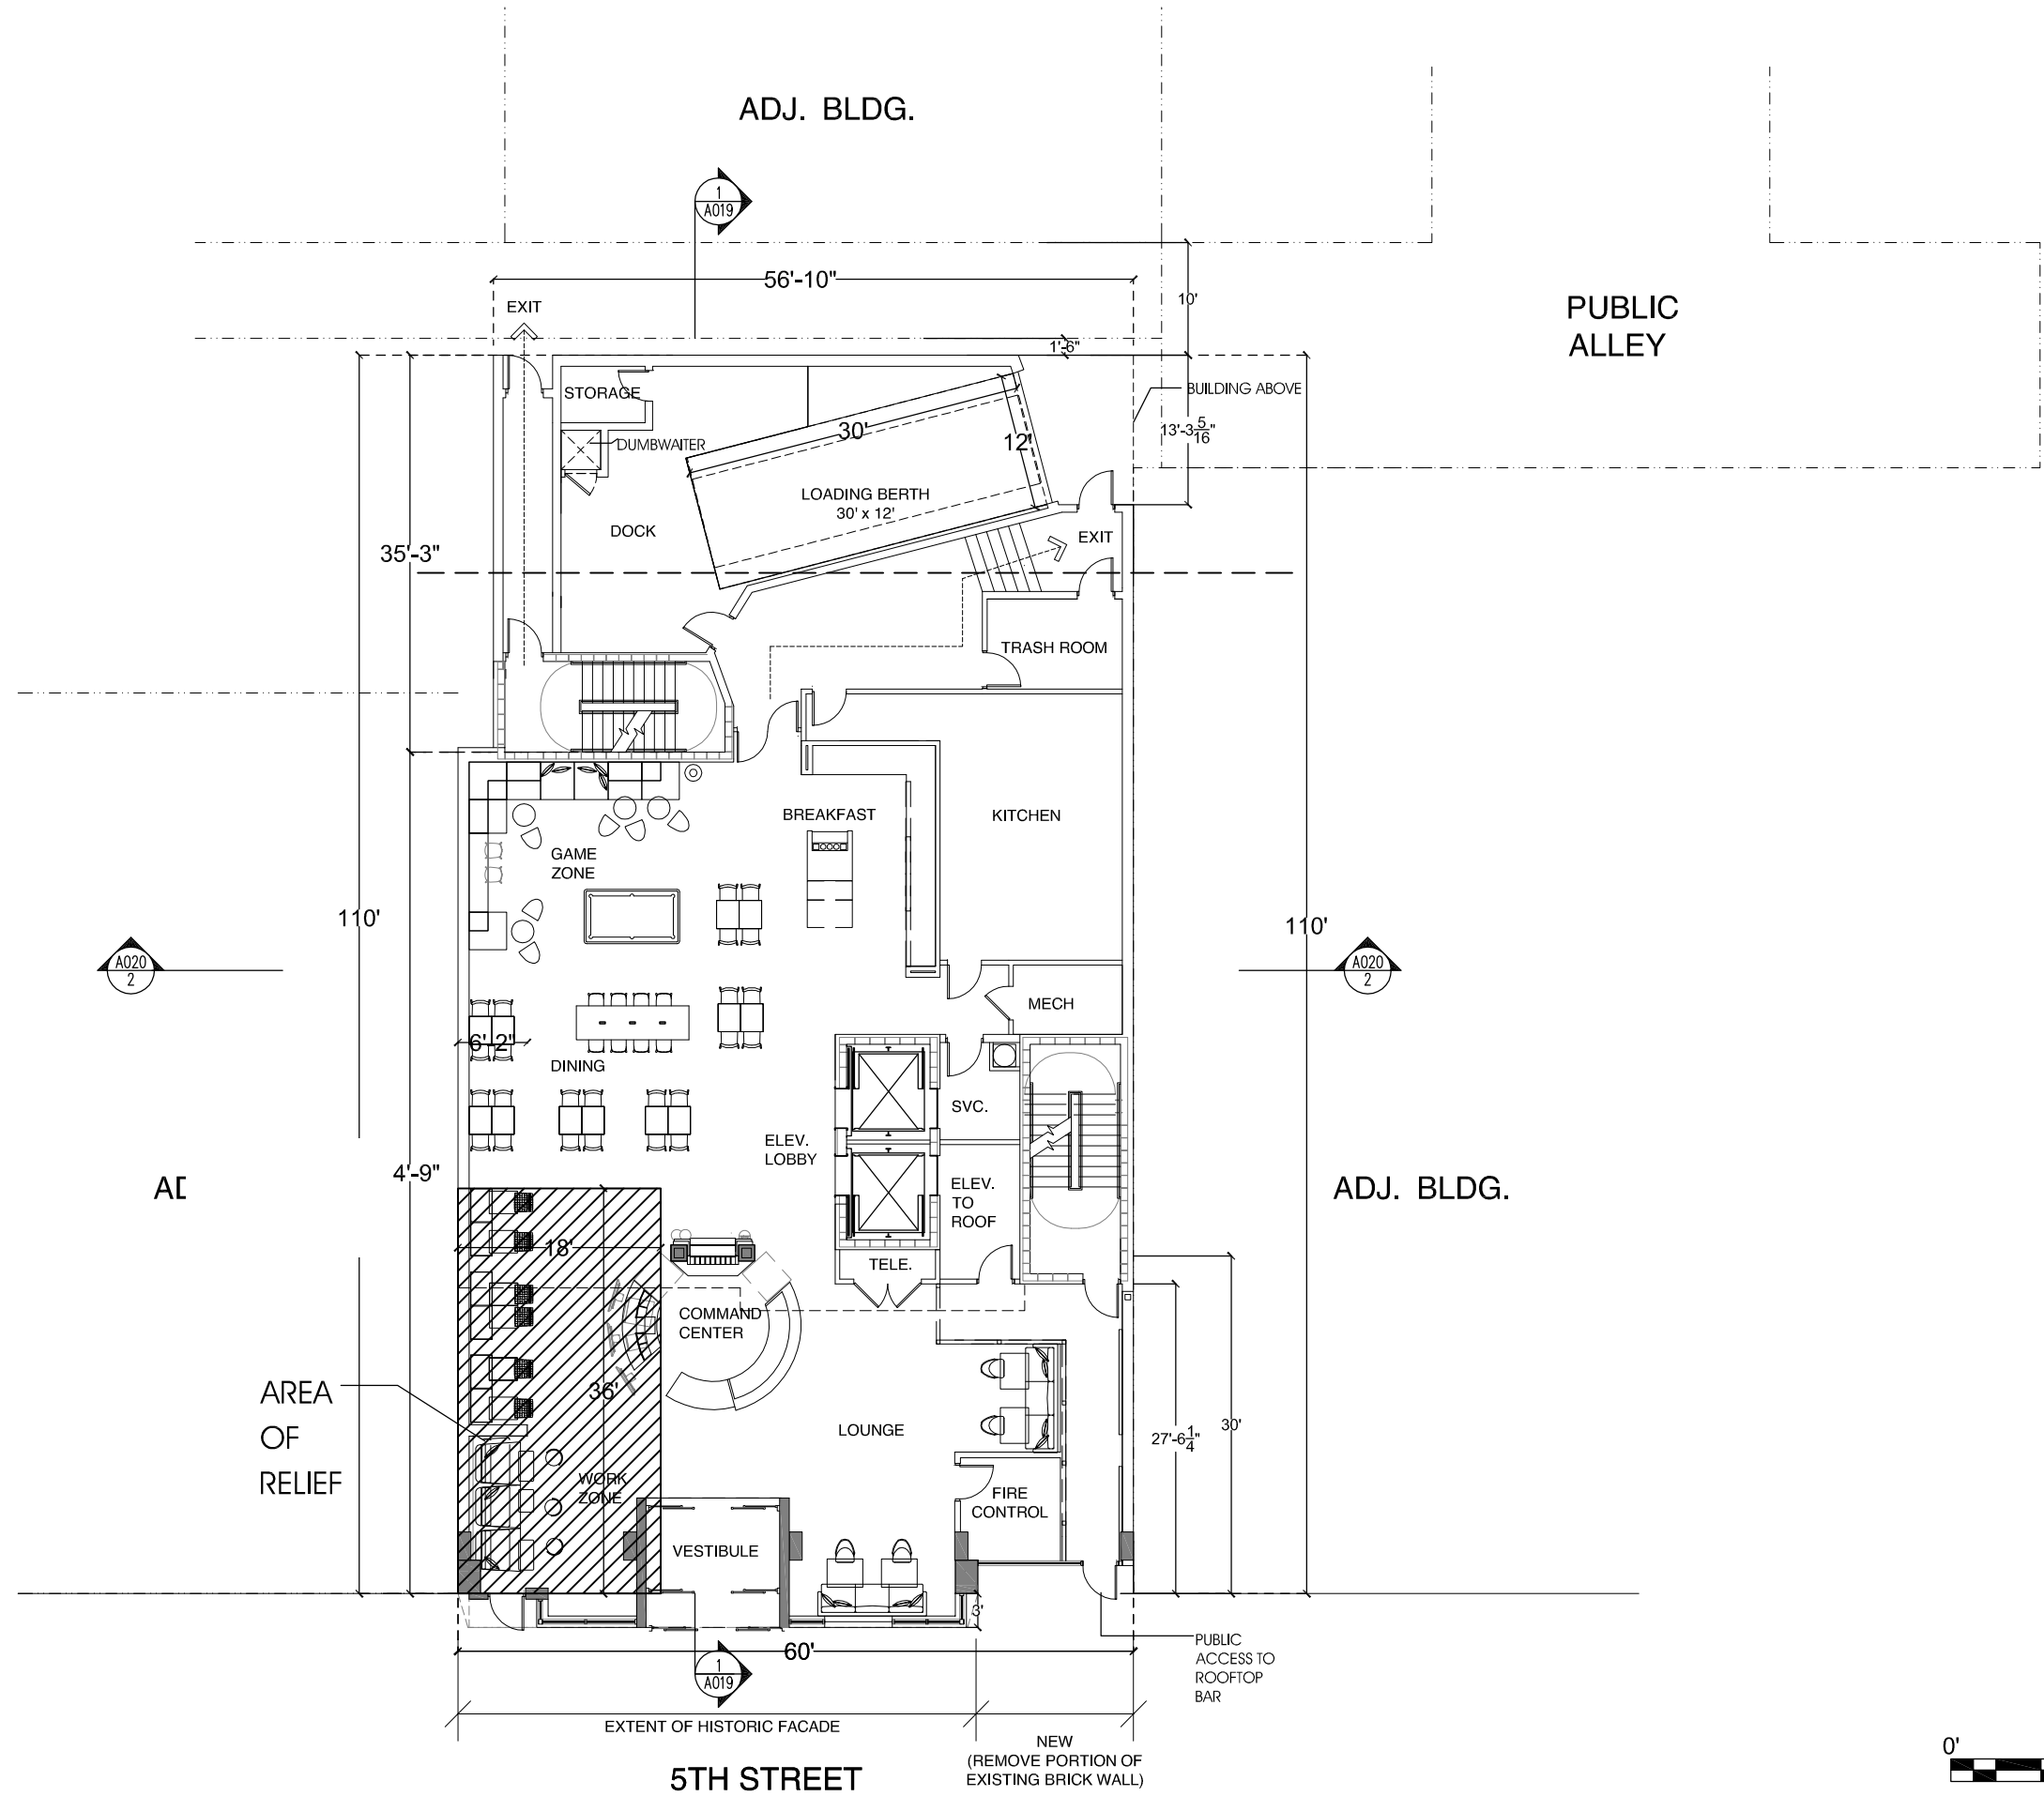 ADJ. BLDG.
1
A019
56'-10"
EXIT
10'
PUBLIC
ALLEY
1'-6"
BUILDING ABOVE
STORAGE
30'
13'-3 5/16"
12'
DUMBWAITER
LOADING BERTH
30' x 12'
DOCK
EXIT
35'-3"
TRASH ROOM
BREAKFAST
KITCHEN
GAME
ZONE
110'
110'
A020
2
A020
2
MECH
6'-2"
DINING
SVC.
ELEV.
LOBBY
4'-9"
ELEV.
TO
ROOF
ADJ. BLDG.
18'
TELE.
COMMAND
CENTER
36'
AREA
OF
RELIEF
LOUNGE
30'
27'-6 1/4"
WORK
ZONE
FIRE
CONTROL
VESTIBULE
3'
60'
PUBLIC
ACCESS TO
ROOFTOP
BAR
1
A019
EXTENT OF HISTORIC FACADE
NEW
(REMOVE PORTION OF
EXISTING BRICK WALL)
5TH STREET
0'